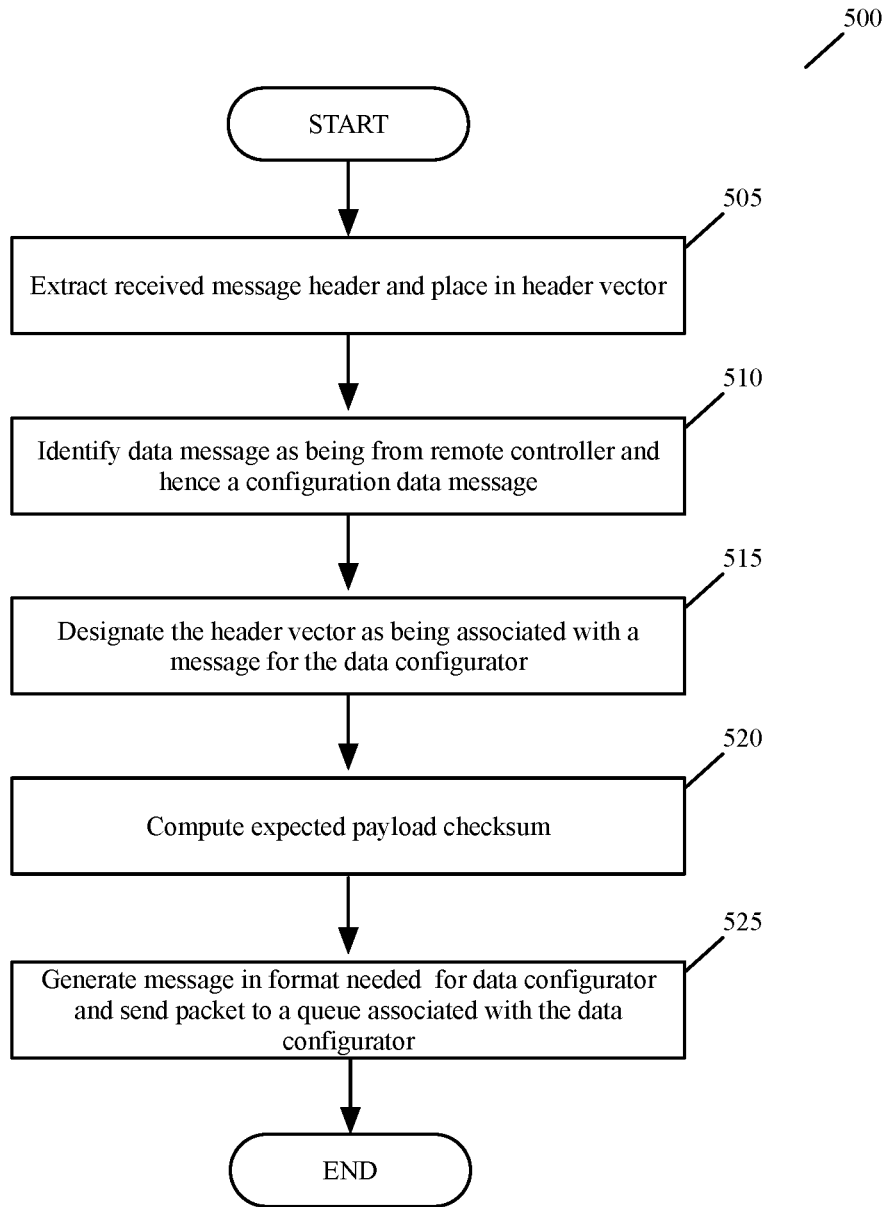 500
START
505
Extract received message header and place in header vector
510
Identify data message as being from remote controller and
hence a configuration data message
515
Designate the header vector as being associated with a
message for the data configurator
520
Compute expected payload checksum
525
Generate message in format needed for data configurator
and send packet to a queue associated with the data
configurator
END